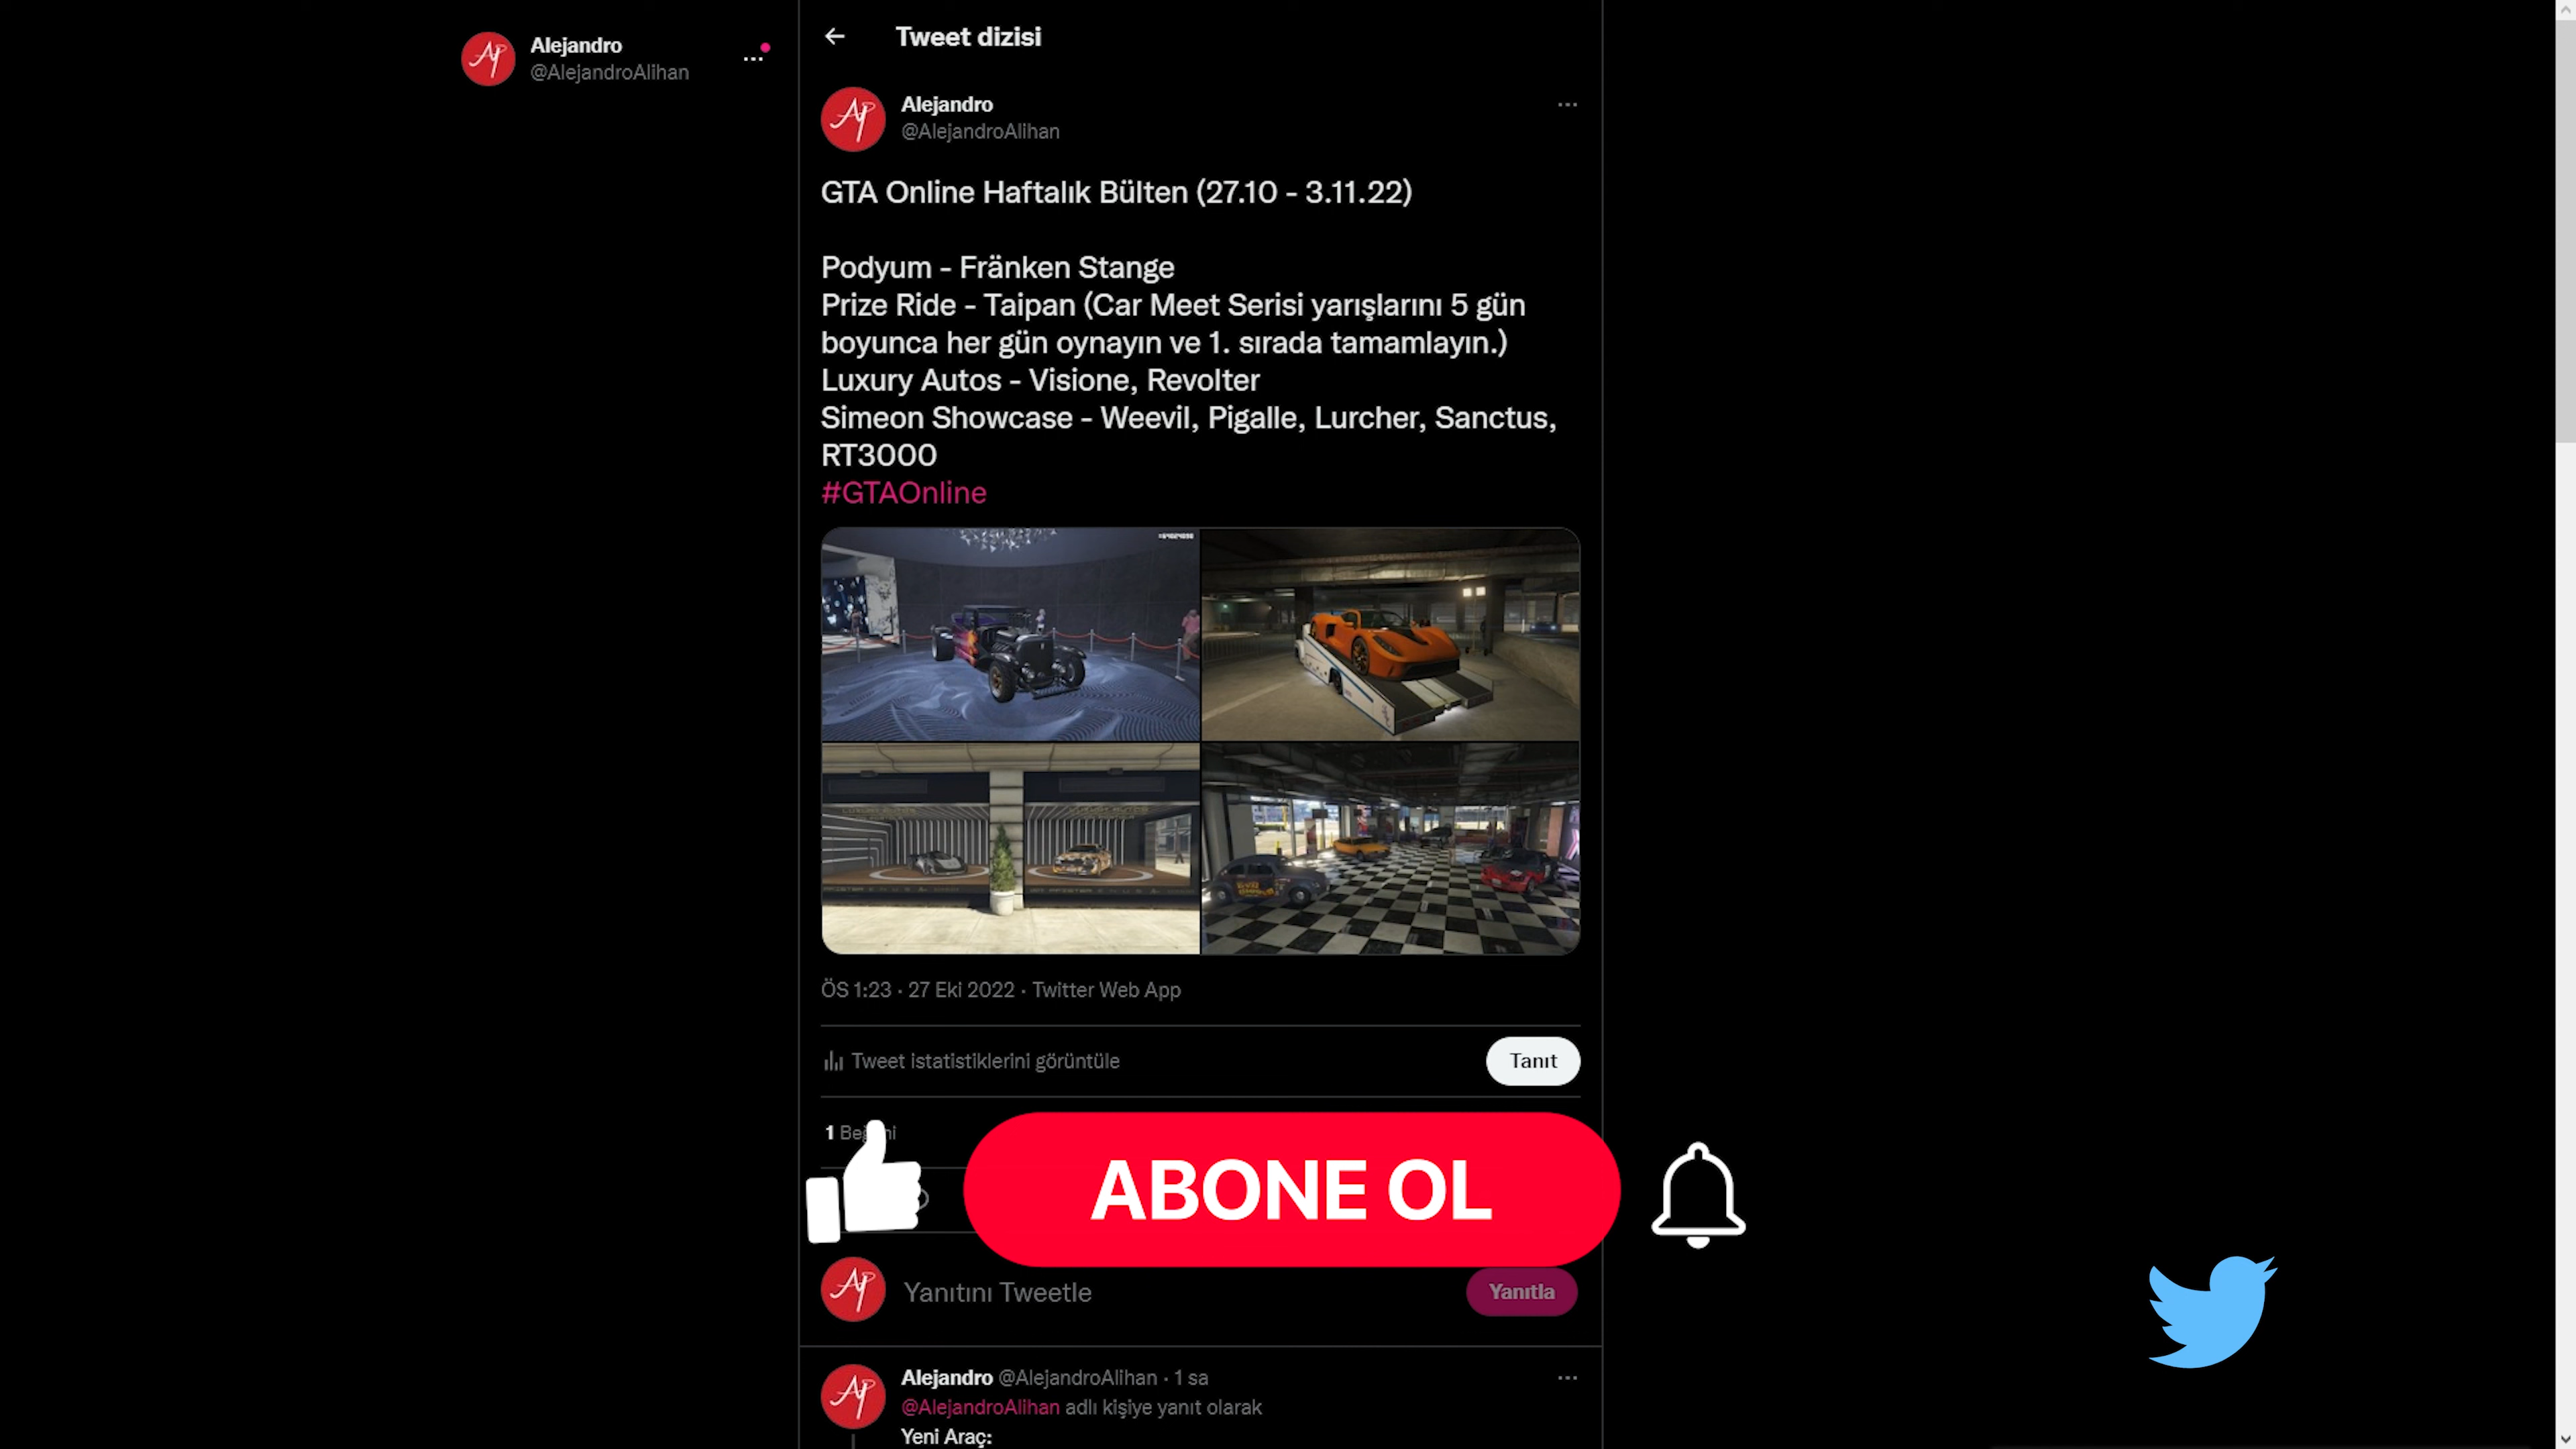 Alejandro
@AlejandroAlihan
Tweet dizisi
Alejandro
@AlejandroAlihan
GTA Online Haftalık Bülten (27.10 - 3.11.22)
Podyum - Fränken Stange
Prize Ride - Taipan (Car Meet Serisi yarışlarını 5 gün
boyunca her gün oynayın ve 1. sırada tamamlayın.)
Luxury Autos - Visione, Revolter
Simeon Showcase - Weevil, Pigalle, Lurcher, Sanctus,
RT3000
#GTAOnline
ÖS 1:23 · 27 Eki 2022 · Twitter Web App
Tweet istatistiklerini görüntüle
Tanıt
1
ABONE OL
Yanıtını Tweetle
Yanıtla
Alejandro @AlejandroAlihan · 1 sa
@AlejandroAlihan adlı kişiye yanıt olarak
Yeni Araç: